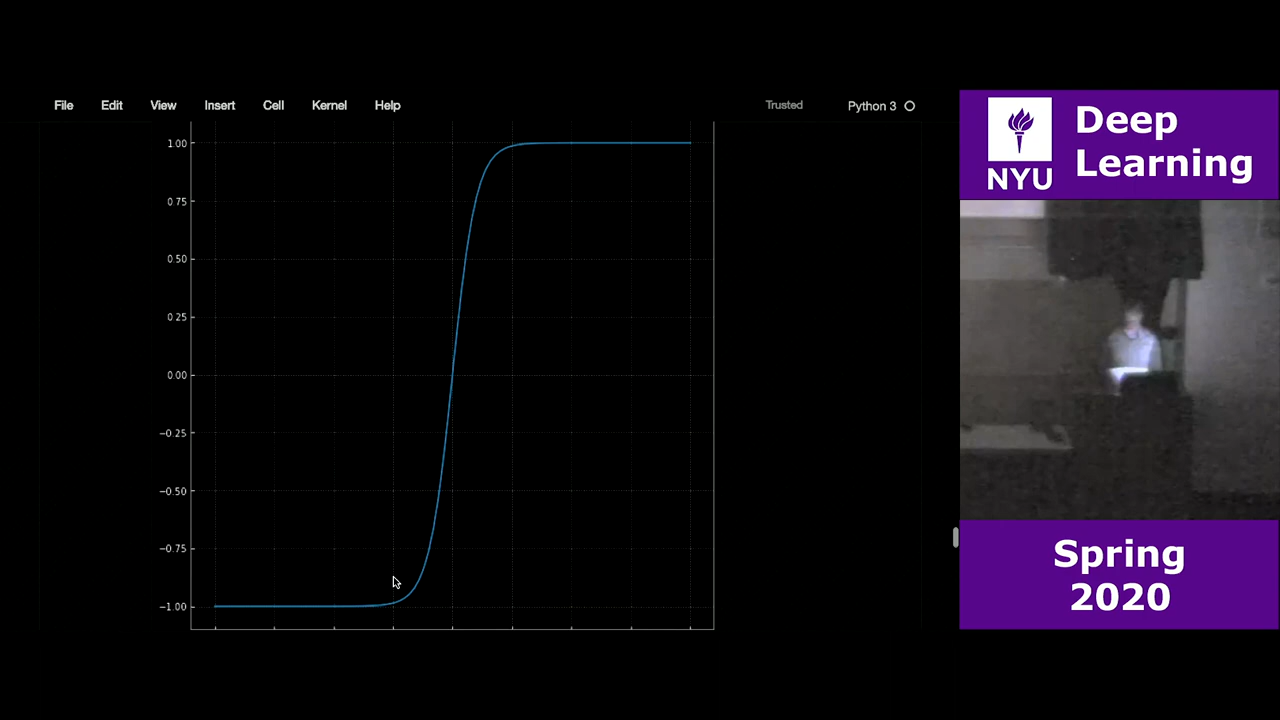 File Edit View Insert Cell Kernel Help Trusted Python 3
1.00
0.75
0.50
0.25
0.00
−0.25
−0.50
−0.75
−1.00
NYU
Deep
Learning
Spring
2020